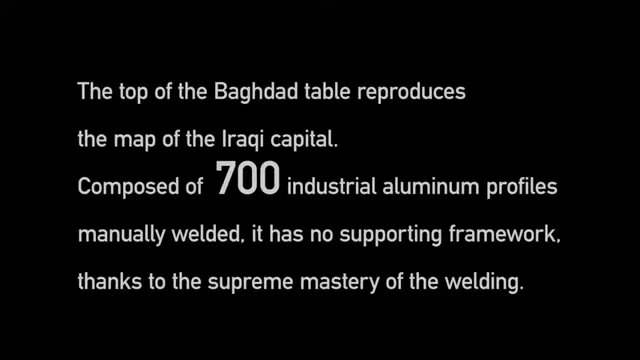 The top of the Baghdad table reproduces
the map of the Iraqi capital.
Composed of 700 industrial aluminum profiles
manually welded, it has no supporting framework,
thanks to the supreme mastery of the welding.